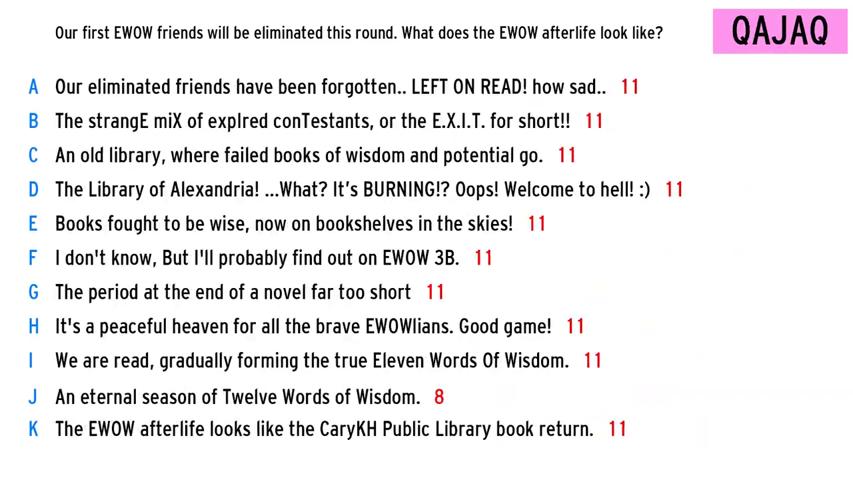 Our first EWOW friends will be eliminated this round. What does the EWOW afterlife look like?
QAJAQ
A Our eliminated friends have been forgotten.. LEFT ON READ! how sad.. 11
B The strangE miX of expIred conTestants, or the E.X.I.T. for short!! 11
C An old library, where failed books of wisdom and potential go. 11
D The Library of Alexandria! ...What? It's BURNING!? Oops! Welcome to hell! :) 11
E Books fought to be wise, now on bookshelves in the skies! 11
F I don't know, But I'll probably find out on EWOW 3B. 11
G The period at the end of a novel far too short 11
H It's a peaceful heaven for all the brave EWOWlians. Good game! 11
I We are read, gradually forming the true Eleven Words Of Wisdom. 11
J An eternal season of Twelve Words of Wisdom. 8
K The EWOW afterlife looks like the CaryKH Public Library book return. 11